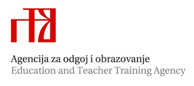 Agencija za odgoj i obrazovanje
Education and Teacher Training Agency